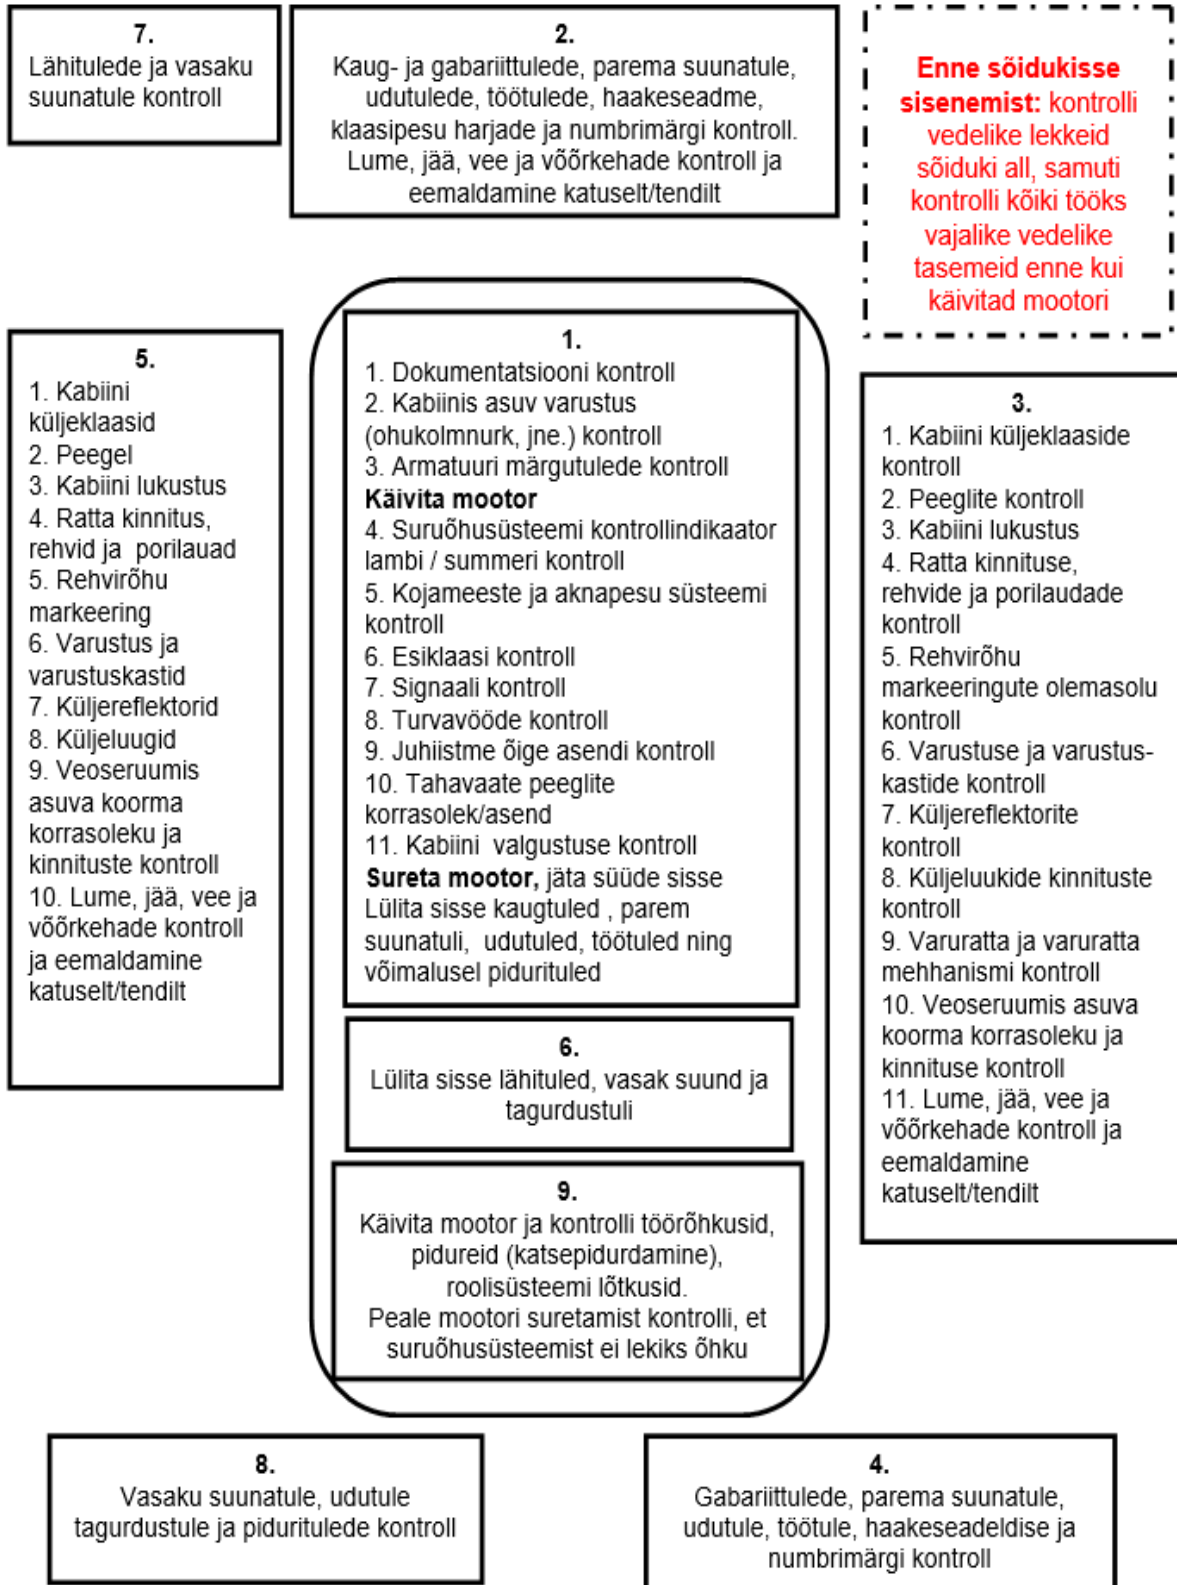 7.
Lähitulede ja vasaku
suunatule kontroll
2.
Kaug- ja gabariittulede, parema suunatule,
udutulede, töötulede, haakeseadme,
klaasipesu harjade ja numbrimärgi kontroll.
Lume, jää, vee ja võõrkehade kontroll ja
eemaldamine katuselt/tendilt
Enne sõidukisse
sisenemist: kontrolli
vedelike lekkeid
sõiduki all, samuti
kontrolli kõiki tööks
vajalike vedelike
tasemeid enne kui
käivitad mootori
5.
1. Kabiini
küljeklaasid
2. Peegel
3. Kabiini lukustus
4. Ratta kinnitus,
rehvid ja porilauad
5. Rehvirõhu
markeering
6. Varustus ja
varustuskastid
7. Küljereflektorid
8. Küljeluugid
9. Veoseruumis
asuva koorma
korrasoleku ja
kinnituste kontroll
10. Lume, jää, vee ja
võõrkehade kontroll
ja eemaldamine
katuselt/tendilt
1.
1. Dokumentatsiooni kontroll
2. Kabiinis asuv varustus
(ohukolmnurk, jne.) kontroll
3. Armatuuri märgutulede kontroll
Käivita mootor
4. Suruõhusüsteemi kontrollindikaator
lambi / summeri kontroll
5. Kojameeste ja aknapesu süsteemi
kontroll
6. Esiklaasi kontroll
7. Signaali kontroll
8. Turvavööde kontroll
9. Juhiistme õige asendi kontroll
10. Tahavaate peeglite
korrasolek/asend
11. Kabiini valgustuse kontroll
Sureta mootor, jäta süüde sisse
Lülita sisse kaugtuled , parem
suunatuli, udutuled, töötuled ning
võimalusel pidurituled
3.
1. Kabiini küljeklaaside
kontroll
2. Peeglite kontroll
3. Kabiini lukustus
4. Ratta kinnituse,
rehvide ja porilaudade
kontroll
5. Rehvirõhu
markeeringute olemasolu
kontroll
6. Varustuse ja varustus-
kastide kontroll
7. Küljereflektorite
kontroll
8. Küljeluukide kinnituste
kontroll
9. Varuratta ja varuratta
mehhanismi kontroll
10. Veoseruumis asuva
koorma korrasoleku ja
kinnituse kontroll
11. Lume, jää, vee ja
võõrkehade kontroll ja
eemaldamine
katuselt/tendilt
6.
Lülita sisse lähituled, vasak suund ja
tagurdustuli
9.
Käivita mootor ja kontrolli töörõhkusid,
pidureid (katsepidurdamine),
roolisüsteemi lõtkusid.
Peale mootori suretamist kontrolli, et
suruõhusüsteemist ei lekiks õhku
8.
Vasaku suunatule, udutule
tagurdustule ja piduritulede kontroll
4.
Gabariittulede, parema suunatule,
udutule, töötule, haakeseadeldise ja
numbrimärgi kontroll